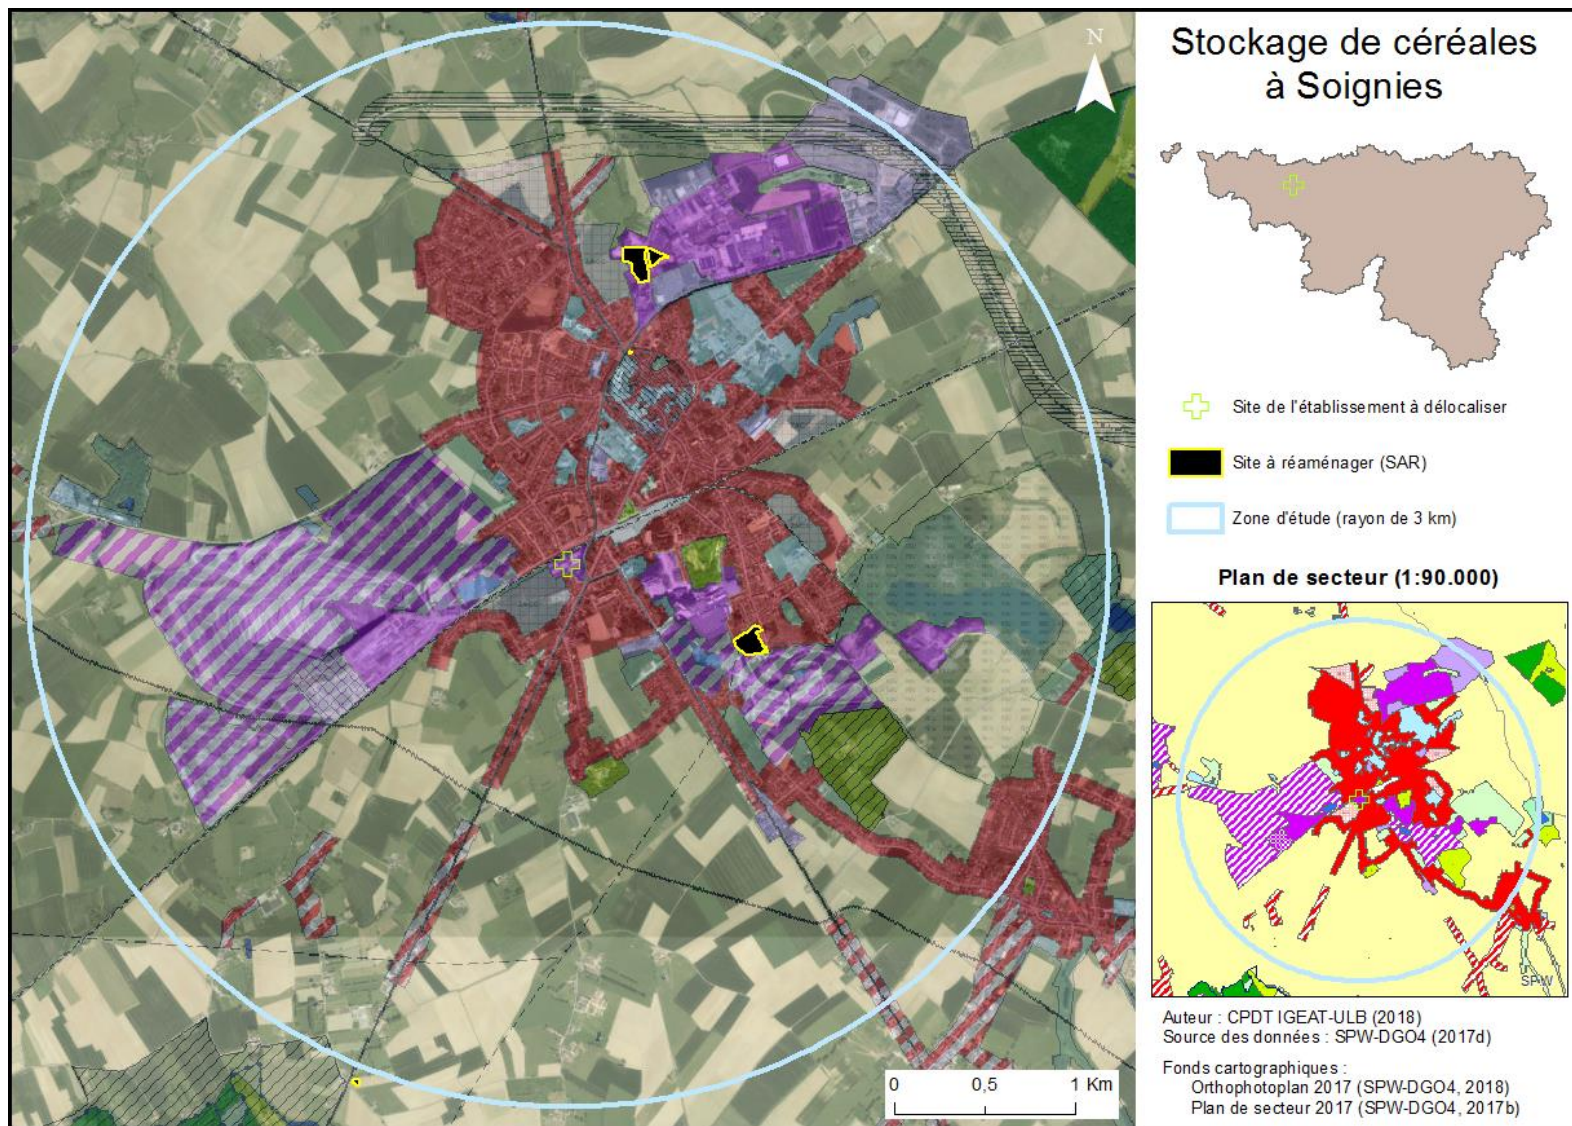 Stockage de céréales
à Soignies
N
Site de l'établissement à délocaliser
Site à réaménager (SAR)
Zone d'étude (rayon de 3 km)
Plan de secteur (1:90.000)
SPW
Auteur : CPDT IGEAT-ULB (2018)
Source des données : SPW-DGO4 (2017d)
Fonds cartographiques :
Orthophotoplan 2017 (SPW-DGO4, 2018)
Plan de secteur 2017 (SPW-DGO4, 2017b)
0 0,5 1 Km